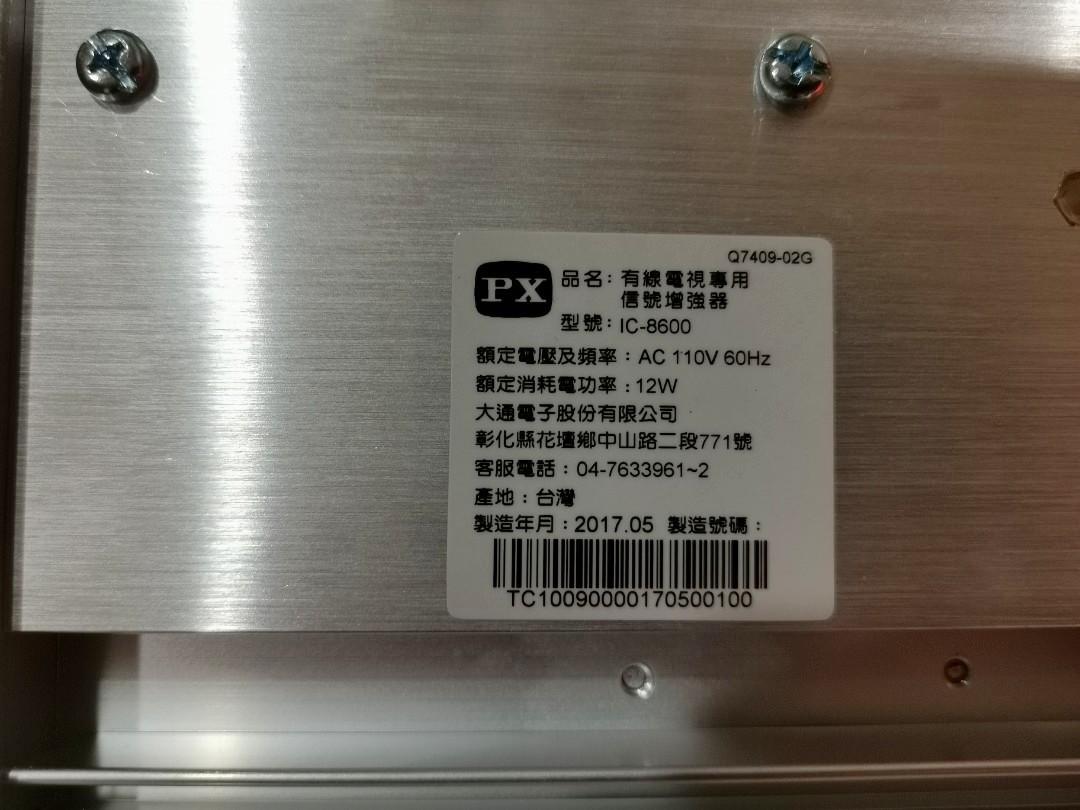 Q7409-02G
PX
品名：有線電視專用
信號增強器
型號：IC-8600
額定電壓及頻率：AC 110V 60Hz
額定消耗電功率：12W
大通電子股份有限公司
彰化縣花壇鄉中山路二段771號
客服電話：04-7633961~2
產地：台灣
製造年月：2017.05 製造號碼：
TC10090000170500100